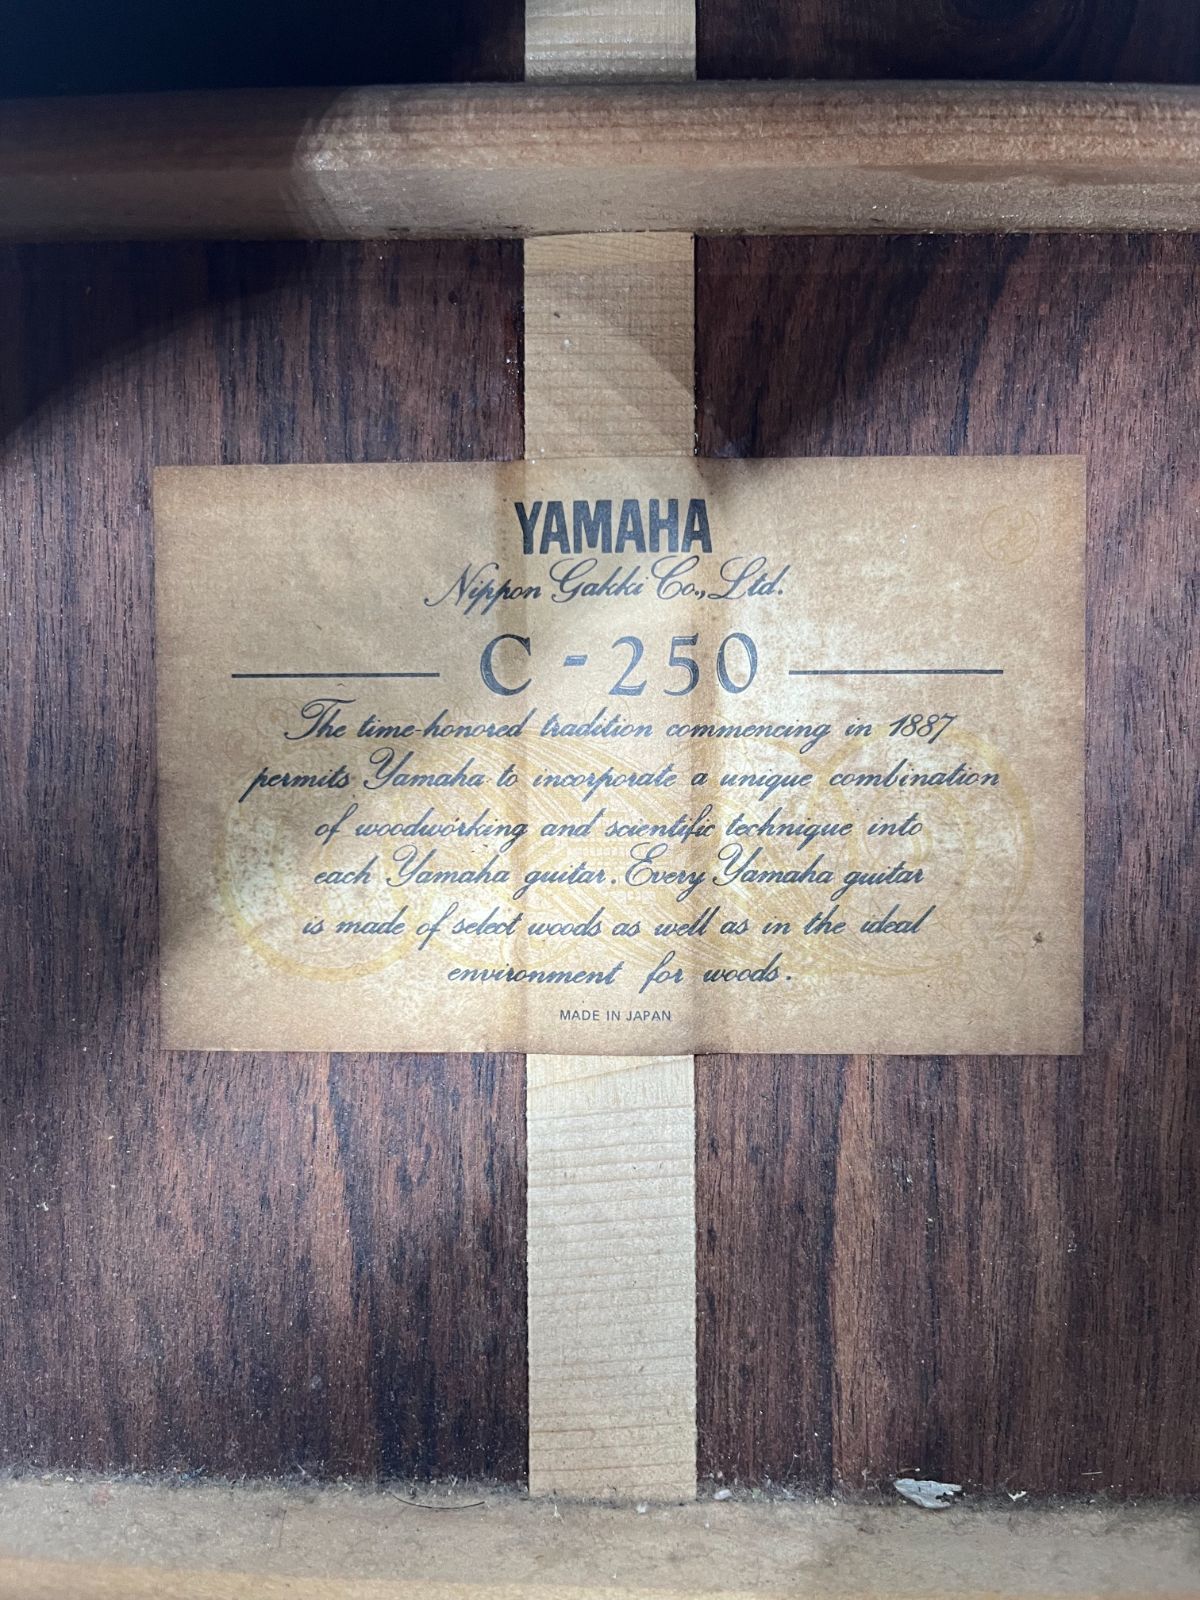 YAMAHA
Nippon Gakki Co., Ltd.
C-250
The time-honored tradition commencing in 1887
permits Yamaha to incorporate a unique combination
of woodworking and scientific technique into
each Yamaha guitar. Every Yamaha guitar
is made of select woods as well as in the ideal
environment for woods.
MADE IN JAPAN